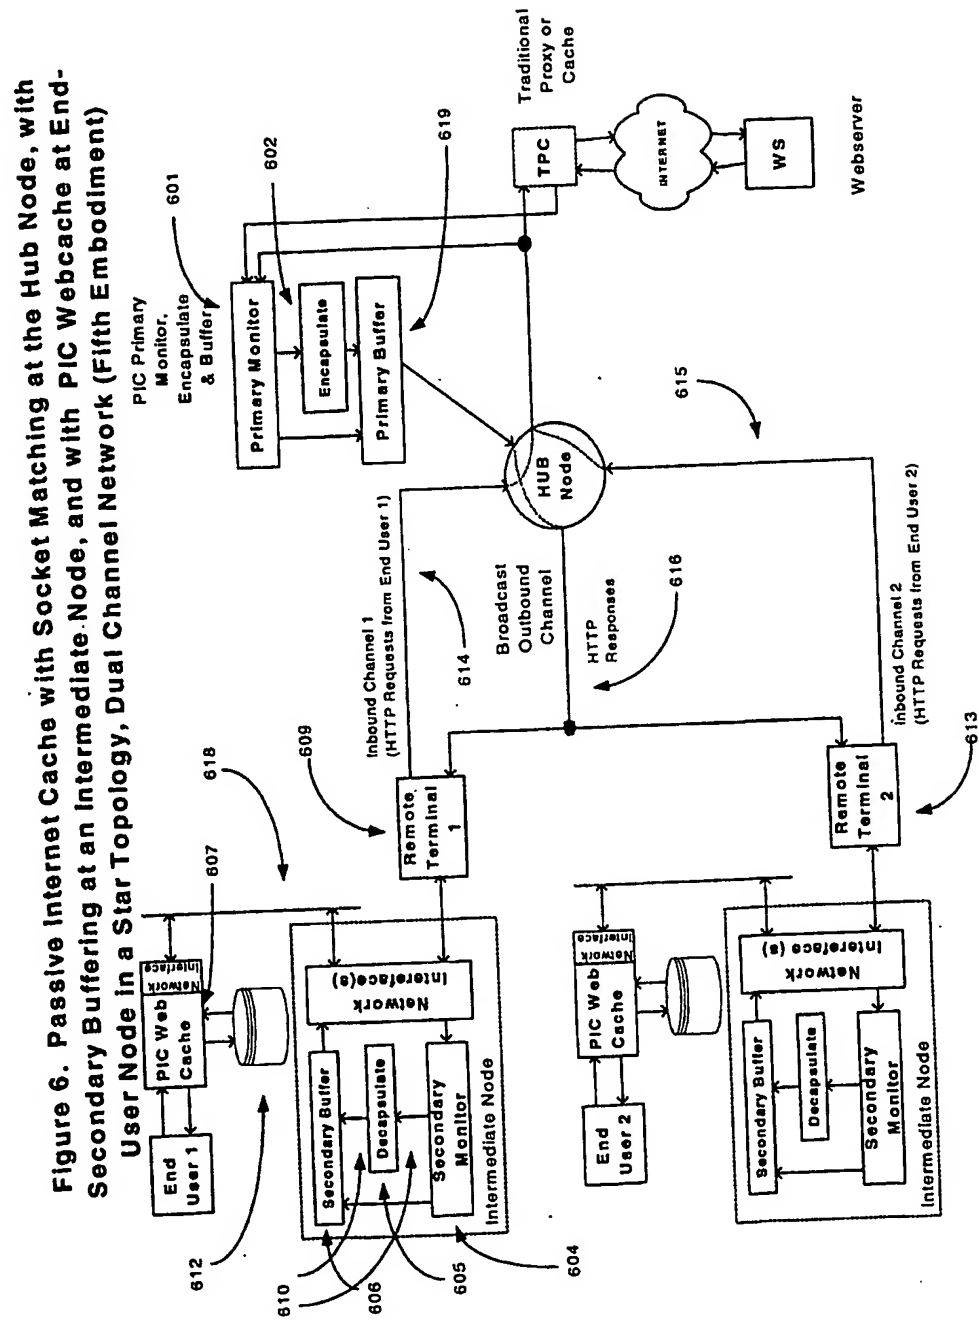 Figure 6. Passive Internet Cache with Socket Matching at the Hub Node, with
Secondary Buffering at an Intermediate Node, and with PIC Webcache at End-
User Node in a Star Topology, Dual Channel Network (Fifth Embodiment)
PIC Primary
Monitor,
Encapsulate
& Buffer
601
602
619
Primary Monitor
Encapsulate
Primary Buffer
Traditional
Proxy or
Cache
TPC
INTERNET
WS
Webserver
HUB
Node
615
Inbound Channel 1
(HTTP Requests from End User 1)
614
Broadcast
Outbound
Channel
HTTP
Responses
616
Inbound Channel 2
(HTTP Requests from End User 2)
609
Remote
Terminal
1
Remote
Terminal
2
613
618
607
End
User 1
PIC Web
Cache
Network
Interface
612
Secondary Buffer
Decapsulate
Secondary
Monitor
Network
Intereface(s)
Intermediate Node
610
606
605
604
End
User 2
PIC Web
Cache
Network
Interface
Secondary Buffer
Decapsulate
Secondary
Monitor
Network
Intereface (s)
Intermediate Node